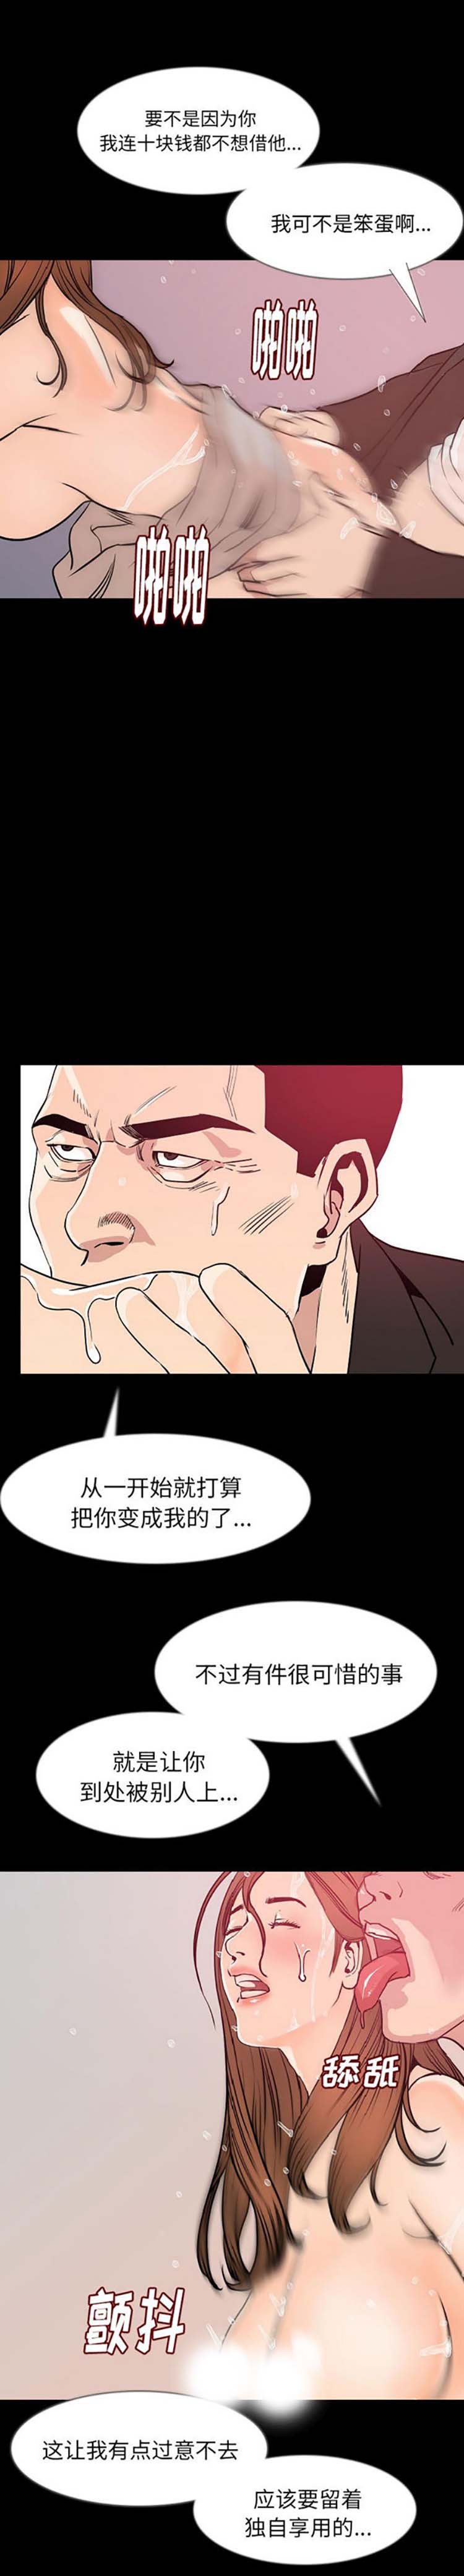 要不是因为你
我连十块钱都不想借他...
我可不是笨蛋啊...
啪啪
啪啪
从一开始就打算
把你变成我的了...
不过有件很可惜的事
就是让你
到处被别人上...
舔舐
颤抖
这让我有点过意不去
应该要留着
独自享用的...